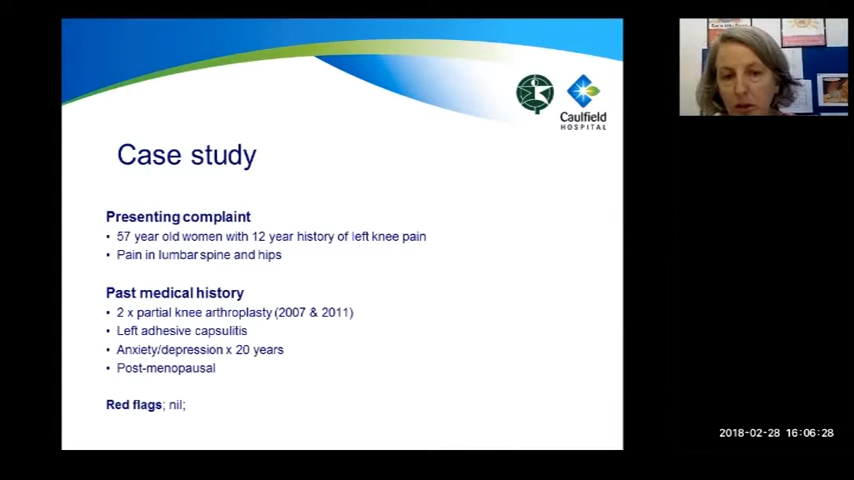 Caulfield
HOSPITAL
Case study
Presenting complaint
• 57 year old women with 12 year history of left knee pain
• Pain in lumbar spine and hips
Past medical history
• 2 x partial knee arthroplasty (2007 & 2011)
• Left adhesive capsulitis
• Anxiety/depression x 20 years
• Post-menopausal
Red flags; nil;
2018-02-28 16:06:28